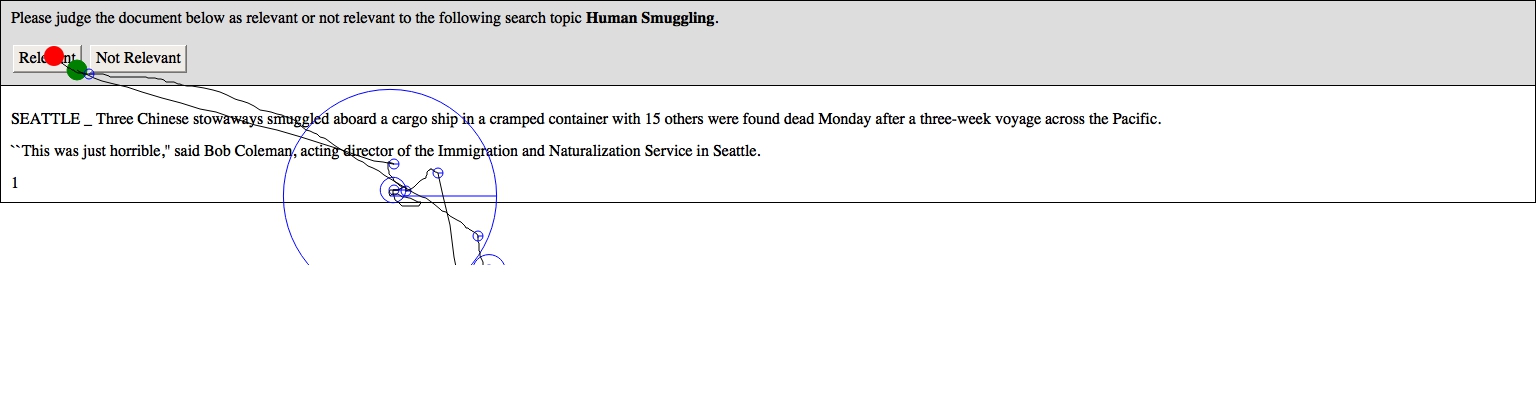 Please judge the document below as relevant or not relevant to the following search topic Human Smuggling.
Relevant Not Relevant
SEATTLE _ Three Chinese stowaways smuggled aboard a cargo ship in a cramped container with 15 others were found dead Monday after a three-week voyage across the Pacific.
``This was just horrible,'' said Bob Coleman, acting director of the Immigration and Naturalization Service in Seattle.
1